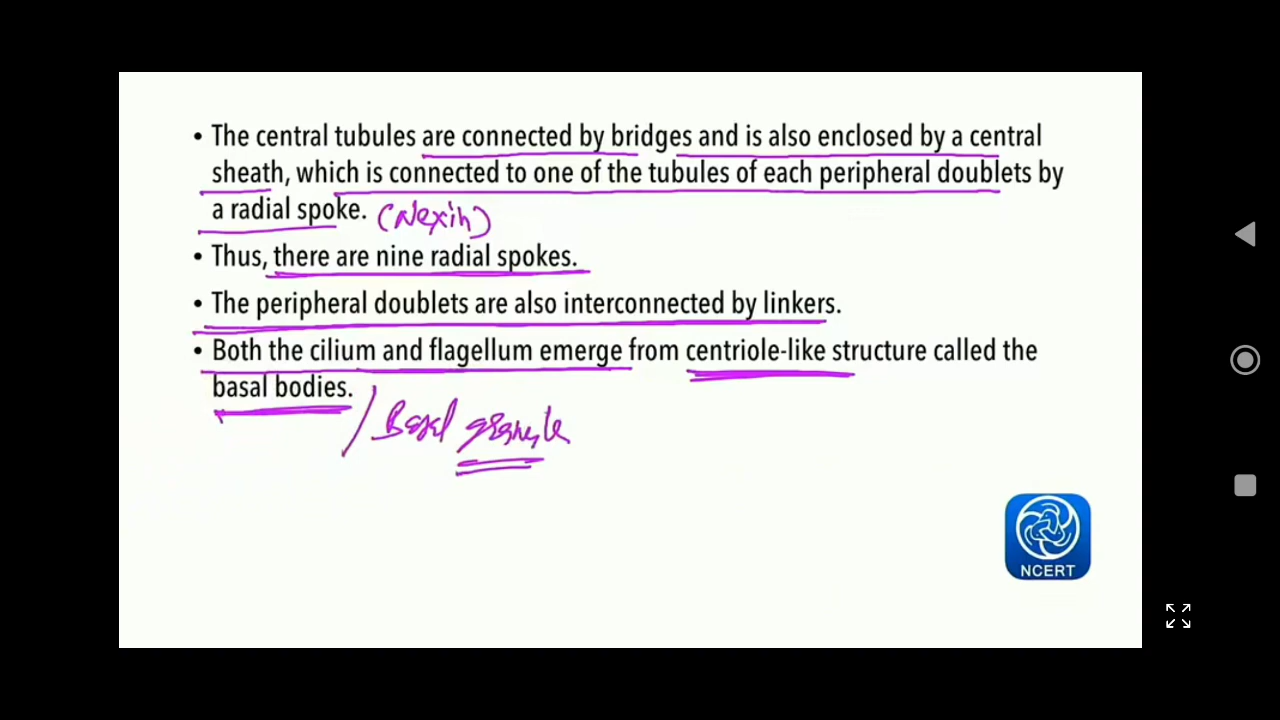 • The central tubules are connected by bridges and is also enclosed by a central
sheath, which is connected to one of the tubules of each peripheral doublets by
a radial spoke. (Nexin)
• Thus, there are nine radial spokes.
• The peripheral doublets are also interconnected by linkers.
• Both the cilium and flagellum emerge from centriole-like structure called the
basal bodies. / Basal granule
NCERT